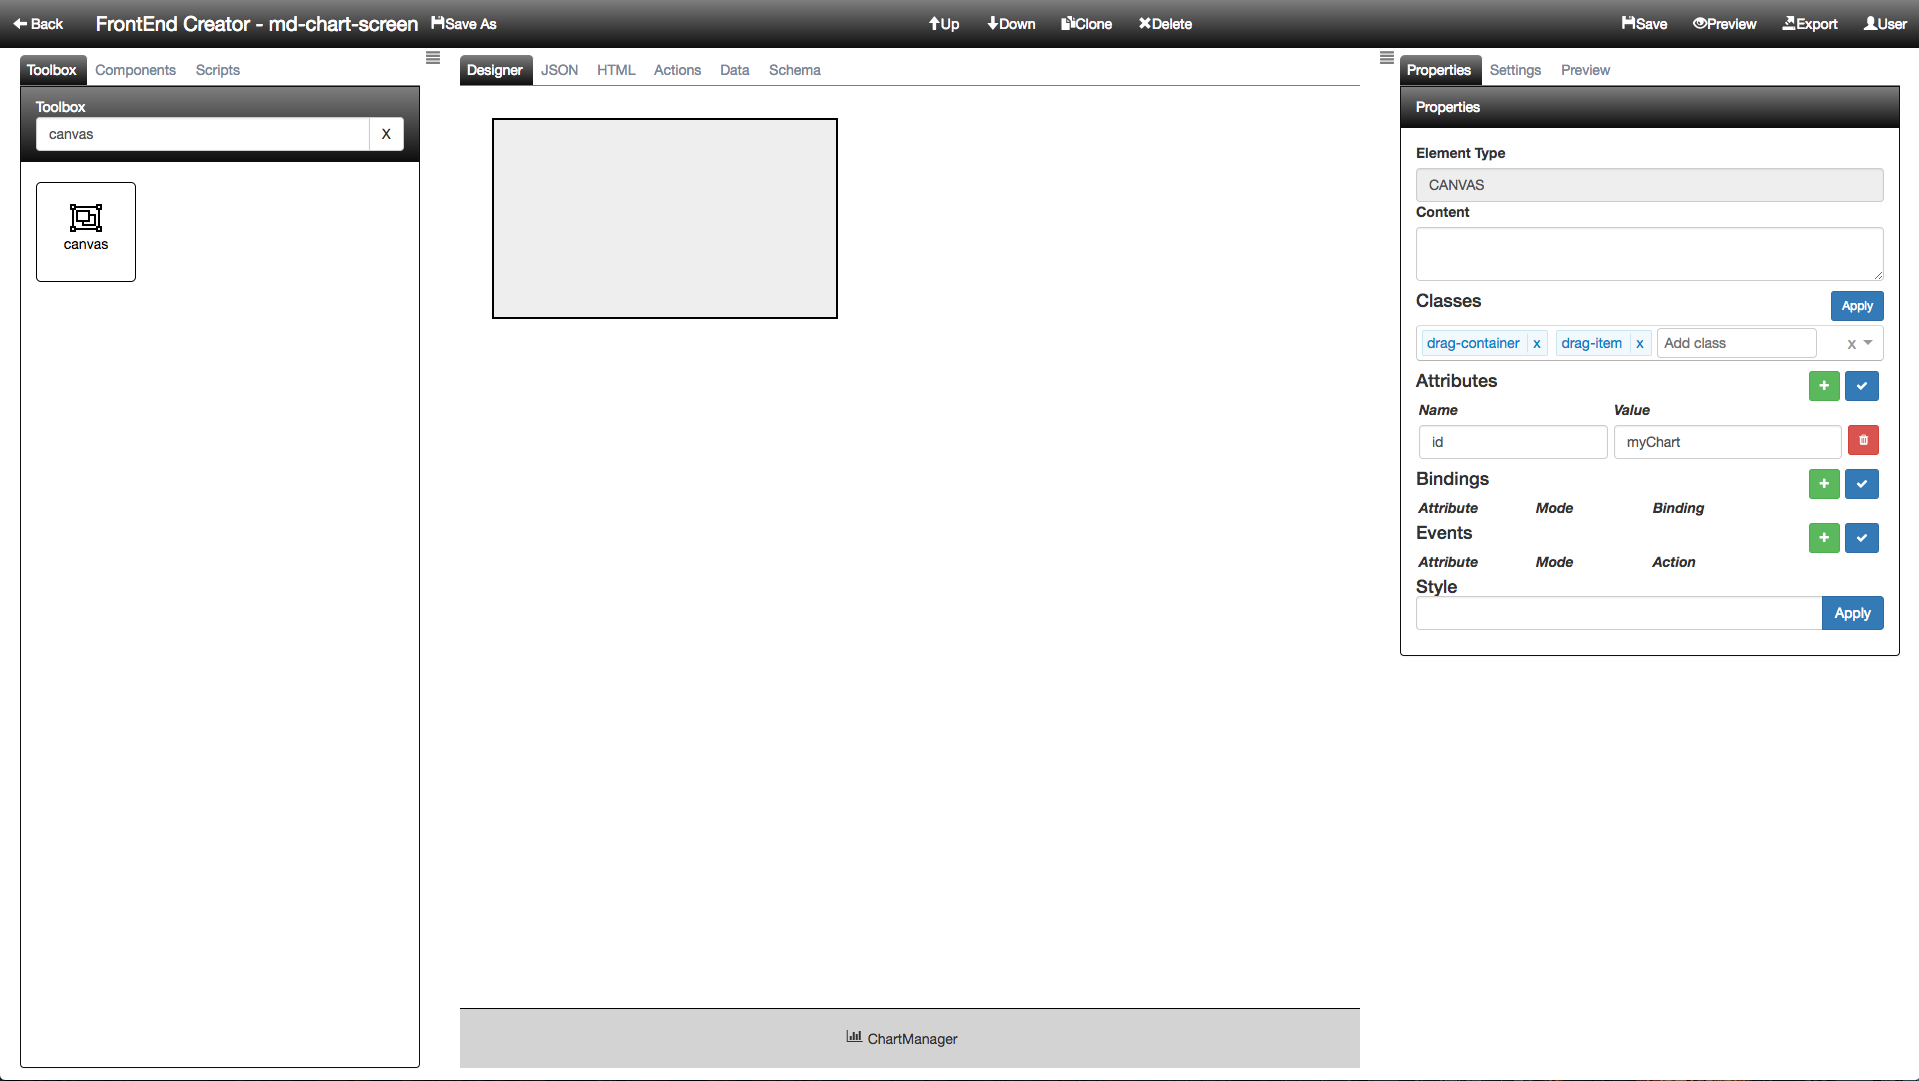 Back FrontEnd Creator - md-chart-screen Save As Up Down Clone Delete Save Preview Export User
Toolbox Components Scripts
Toolbox
canvas X
canvas
Designer JSON HTML Actions Data Schema
ChartManager
Properties Settings Preview
Properties
Element Type
CANVAS
Content
Classes Apply
drag-container x drag-item x Add class x
Attributes
Name Value
id myChart
Bindings
Attribute Mode Binding
Events
Attribute Mode Action
Style
Apply